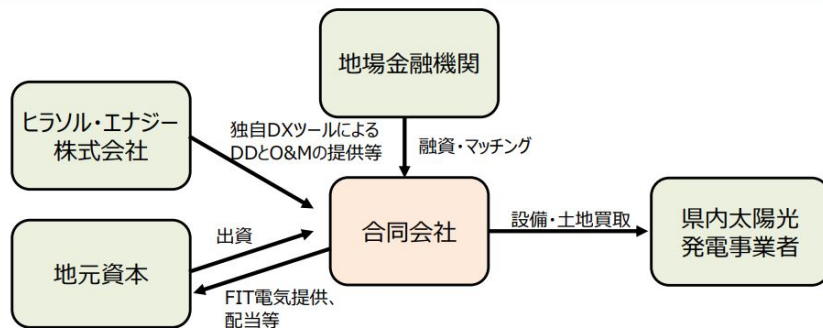 地場金融機関
ヒラソル・エナジー
株式会社
独自DXツールによる
DDとO&Mの提供等
融資・マッチング
合同会社
設備・土地買取
県内太陽光
発電事業者
出資
地元資本
FIT電気提供、
配当等